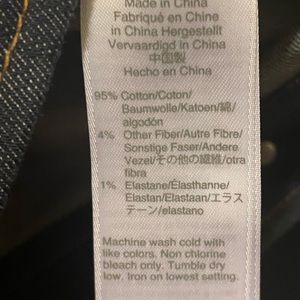 Made in China
Fabriqué en Chine
in China Hergestellt
Vervaardigd in China
中国製
Hecho en China
95% Cotton/Coton/
Baumwolle/Katoen/綿/
algodón
4% Other Fiber/Autre Fibre/
Sonstige Faser/Andere
Vezel/その他の繊維/otra
fibra
1% Elastane/Élasthanne/
Elastan/Elastaan/エラス
テーン/elastano
Machine wash cold with
like colors. Non chlorine
bleach only. Tumble dry
low. Iron on lowest setting.